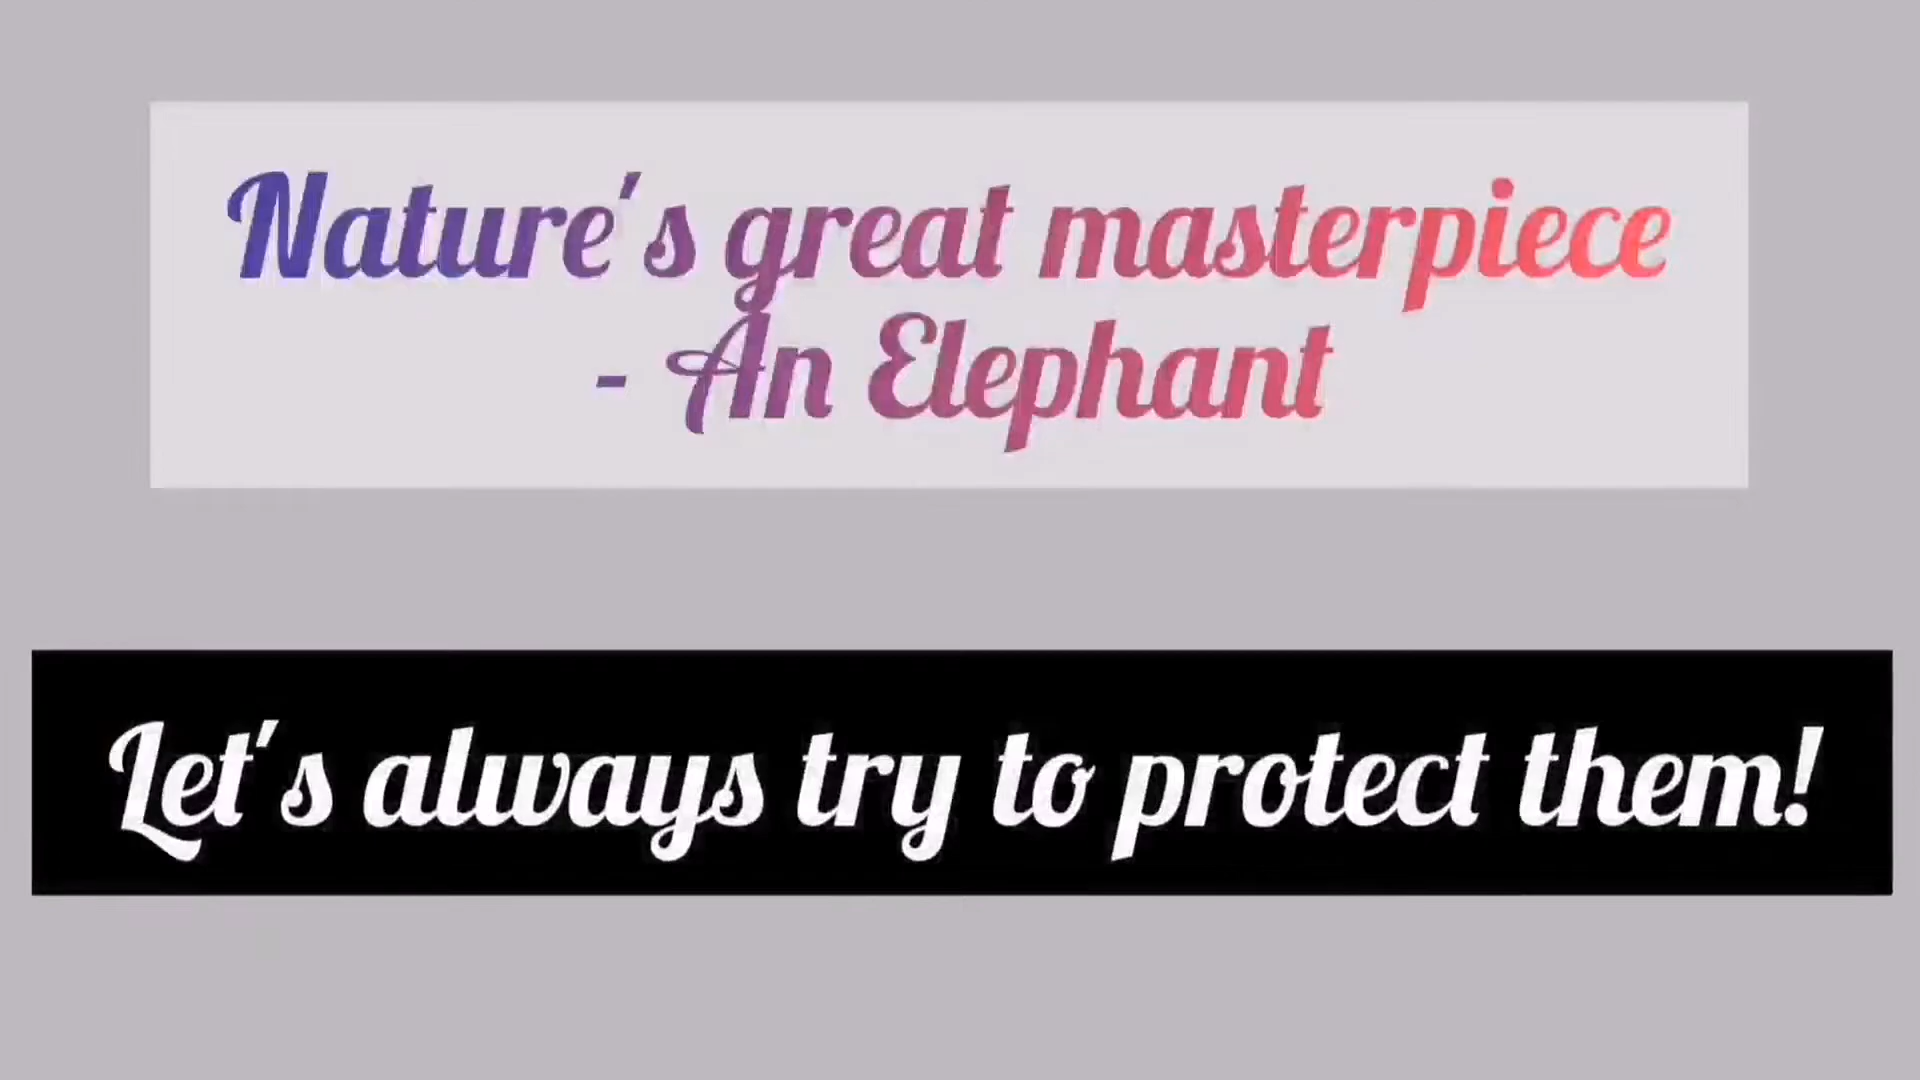 Nature's great masterpiece
- An Elephant
Let's always try to protect them!